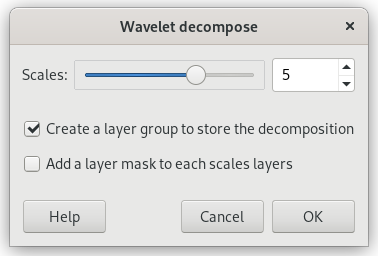 Wavelet decompose
Scales: 5
Create a layer group to store the decomposition
Add a layer mask to each scales layers
Help Cancel OK